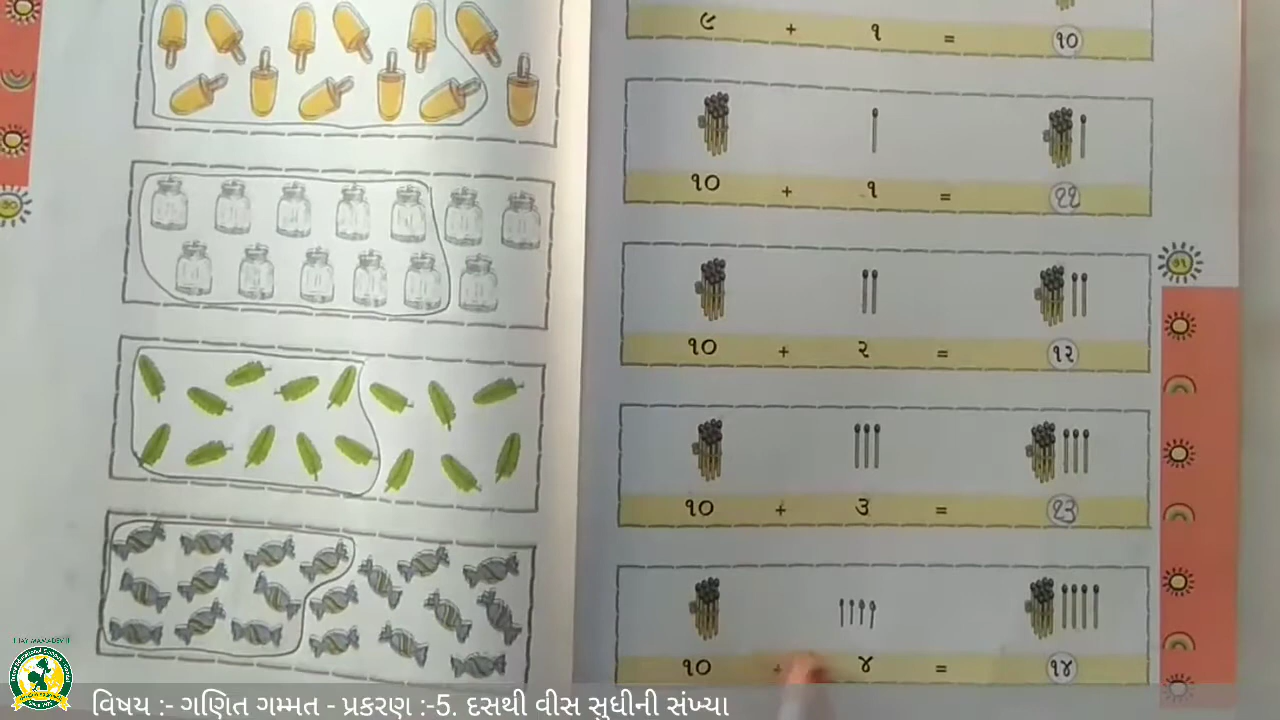 ૯ + ૧ = ૧૦
૧૦ + ૧ = ૧૧
૧૦ + ૨ = ૧૨
૧૦ + ૩ = ૧૩
૧૦ + ૪ = ૧૪
વિષય :- ગણિત ગમ્મત - પ્રકરણ :-5. દસથી વીસ સુધીની સંખ્યા